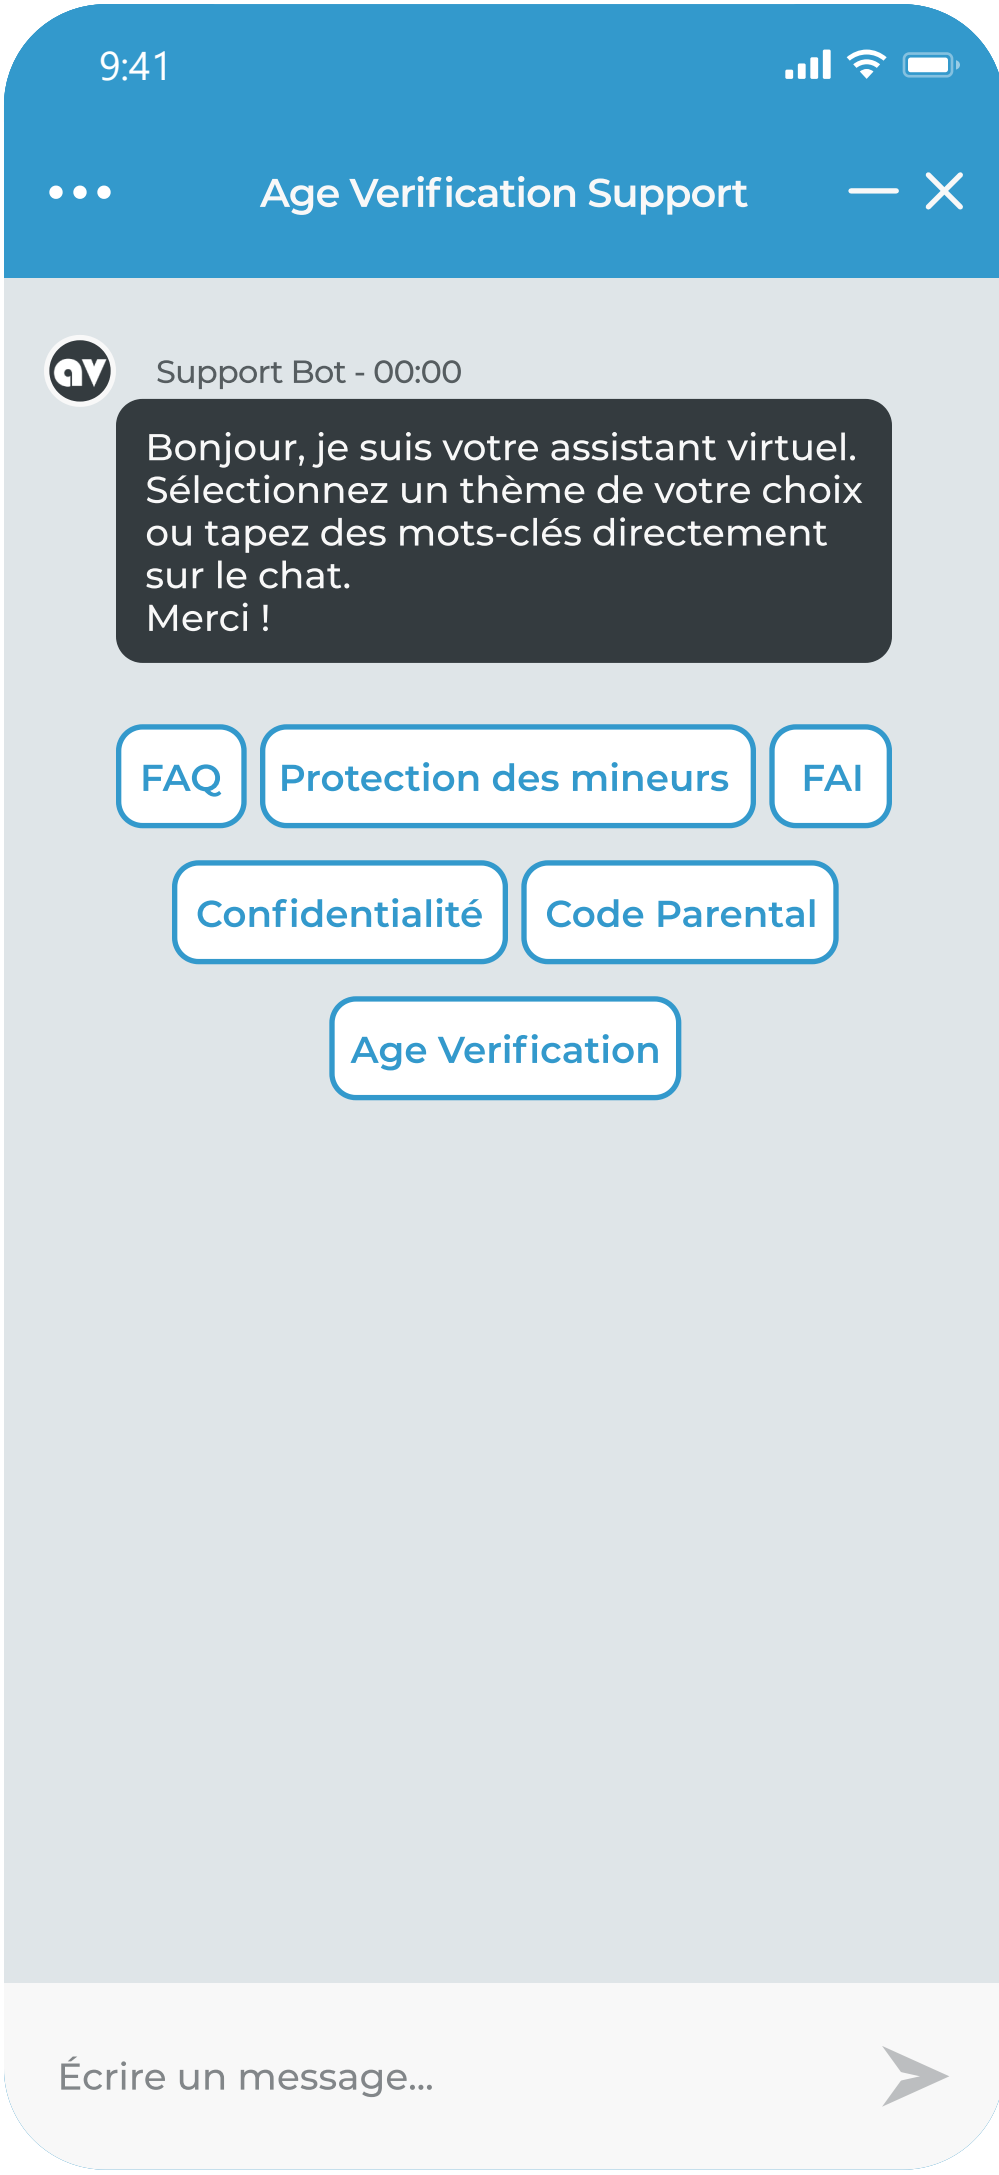 9:41
Age Verification Support
av
Support Bot - 00:00
Bonjour, je suis votre assistant virtuel.
Sélectionnez un thème de votre choix
ou tapez des mots-clés directement
sur le chat.
Merci !
FAQ Protection des mineurs FAI
Confidentialité Code Parental
Age Verification
Écrire un message...